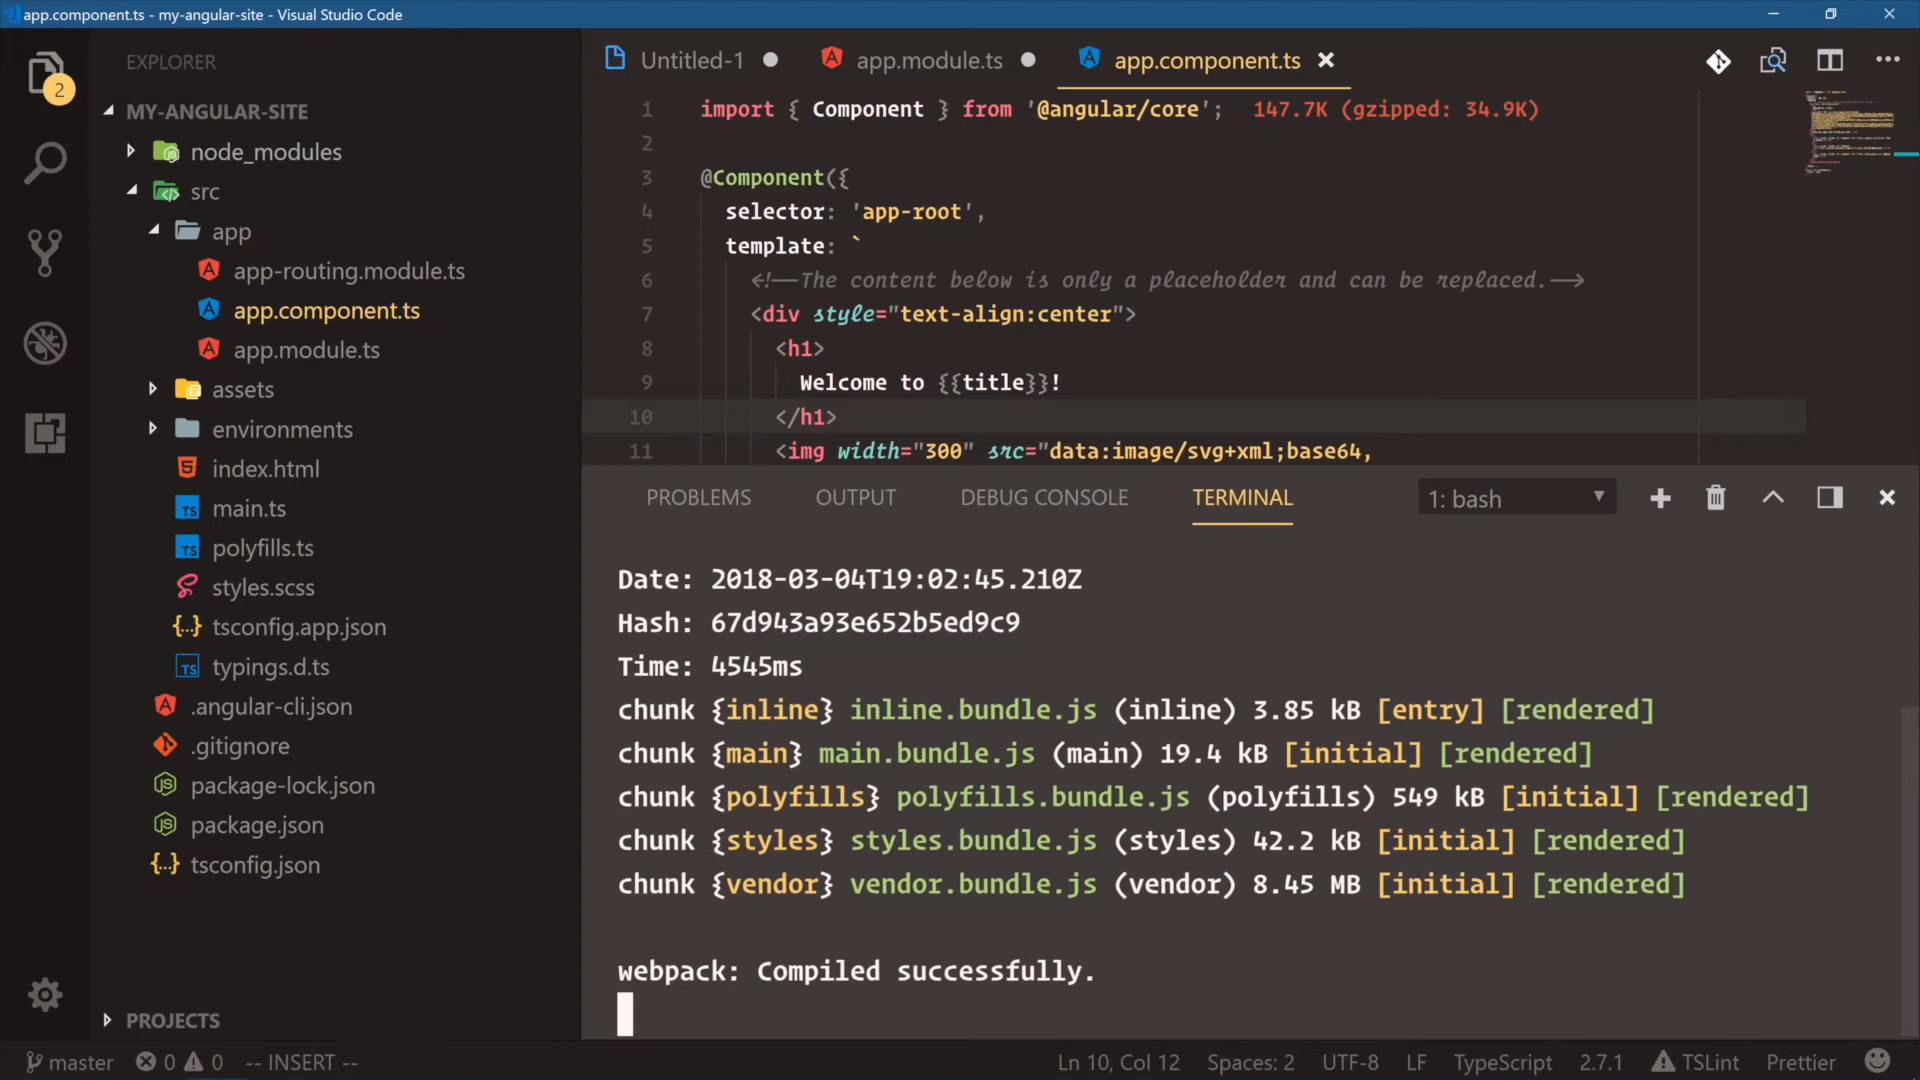 app.component.ts - my-angular-site - Visual Studio Code
EXPLORER
2
MY-ANGULAR-SITE
node_modules
src
app
app-routing.module.ts
app.component.ts
app.module.ts
assets
environments
index.html
main.ts
polyfills.ts
styles.scss
tsconfig.app.json
typings.d.ts
.angular-cli.json
.gitignore
package-lock.json
package.json
tsconfig.json
PROJECTS
Untitled-1 app.module.ts app.component.ts
1 import { Component } from '@angular/core'; 147.7K (gzipped: 34.9K)
2
3 @Component({
4 selector: 'app-root',
5 template: `
6 <!--The content below is only a placeholder and can be replaced.-->
7 <div style="text-align:center">
8 <h1>
9 Welcome to {{title}}!
10 </h1>
11 <img width="300" src="data:image/svg+xml;base64,
PROBLEMS OUTPUT DEBUG CONSOLE TERMINAL 1: bash
Date: 2018-03-04T19:02:45.210Z
Hash: 67d943a93e652b5ed9c9
Time: 4545ms
chunk {inline} inline.bundle.js (inline) 3.85 kB [entry] [rendered]
chunk {main} main.bundle.js (main) 19.4 kB [initial] [rendered]
chunk {polyfills} polyfills.bundle.js (polyfills) 549 kB [initial] [rendered]
chunk {styles} styles.bundle.js (styles) 42.2 kB [initial] [rendered]
chunk {vendor} vendor.bundle.js (vendor) 8.45 MB [initial] [rendered]
webpack: Compiled successfully.
master 0 0 -- INSERT -- Ln 10, Col 12 Spaces: 2 UTF-8 LF TypeScript 2.7.1 TSLint Prettier